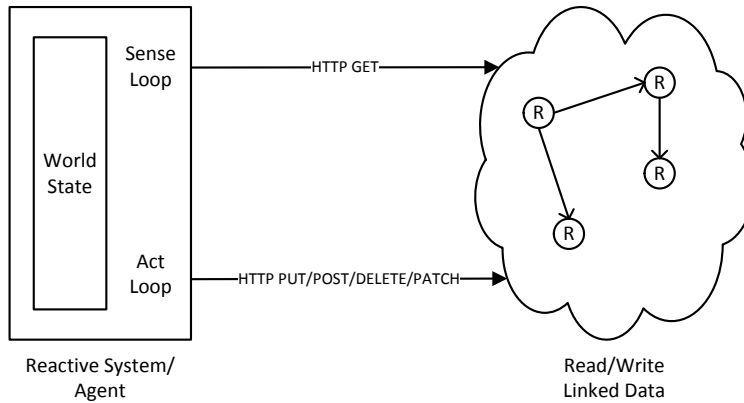 Sense
Loop
HTTP GET
R
R
World
State
R
R
Act
Loop
HTTP PUT/POST/DELETE/PATCH
Reactive System/
Agent
Read/Write
Linked Data